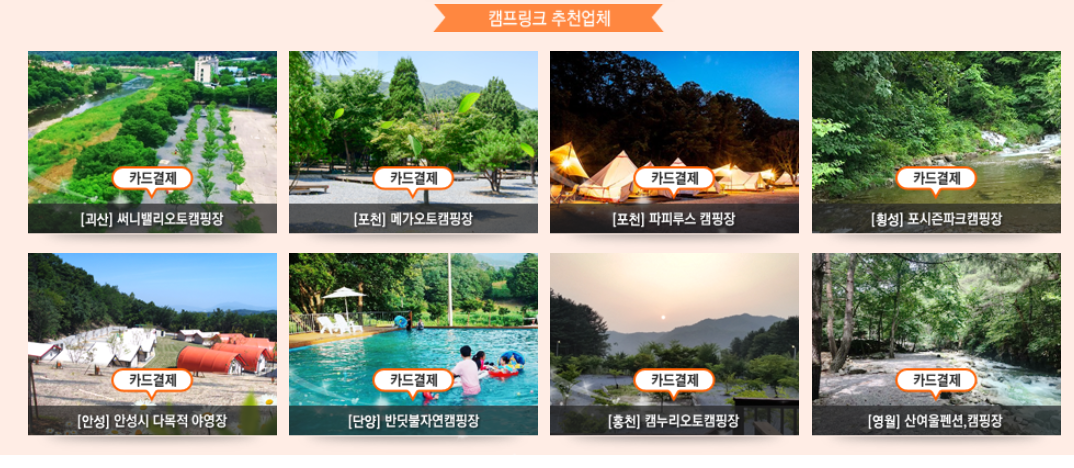 캠프링크 추천업체
카드결제
[괴산] 써니밸리오토캠핑장
카드결제
[포천] 메가오토캠핑장
카드결제
[포천] 파피루스 캠핑장
카드결제
[횡성] 포시즌파크캠핑장
카드결제
[안성] 안성시 다목적 야영장
카드결제
[단양] 반딧불자연캠핑장
카드결제
[홍천] 캠누리오토캠핑장
카드결제
[영월] 산여울펜션,캠핑장